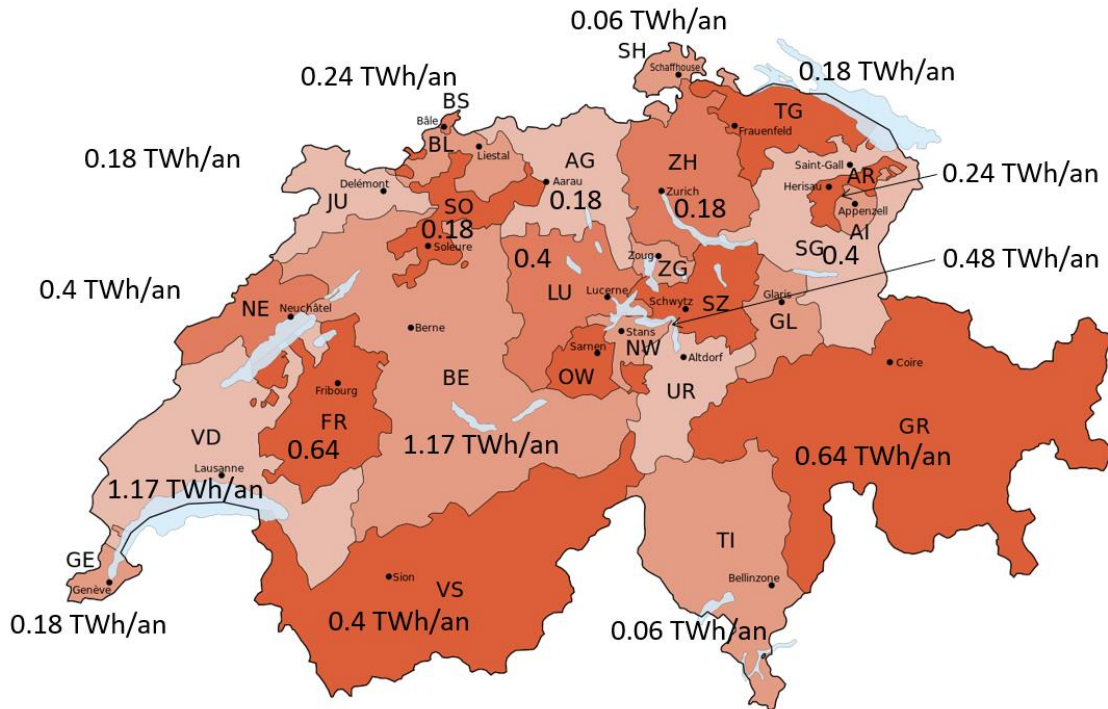 0.06 TWh/an
SH
Schaffhouse
0.24 TWh/an
0.18 TWh/an
BS
Bâle
BL
Liestal
TG
Frauenfeld
0.18 TWh/an
JU
Delémont
AG
Aarau
0.18
ZH
Zurich
0.18
Saint-Gall
AR
Herisau
0.24 TWh/an
Appenzell
AI
SO
0.18
Soleure
SG
0.4
0.4
LU
Lucerne
Zoug
ZG
0.48 TWh/an
0.4 TWh/an
NE
Neuchâtel
Berne
Schwytz
SZ
Glaris
GL
Stans
NW
Sarnen
OW
Altdorf
UR
Coire
BE
Fribourg
FR
0.64
1.17 TWh/an
GR
0.64 TWh/an
VD
Lausanne
1.17 TWh/an
TI
Bellinzone
GE
Genève
0.18 TWh/an
Sion
VS
0.4 TWh/an
0.06 TWh/an